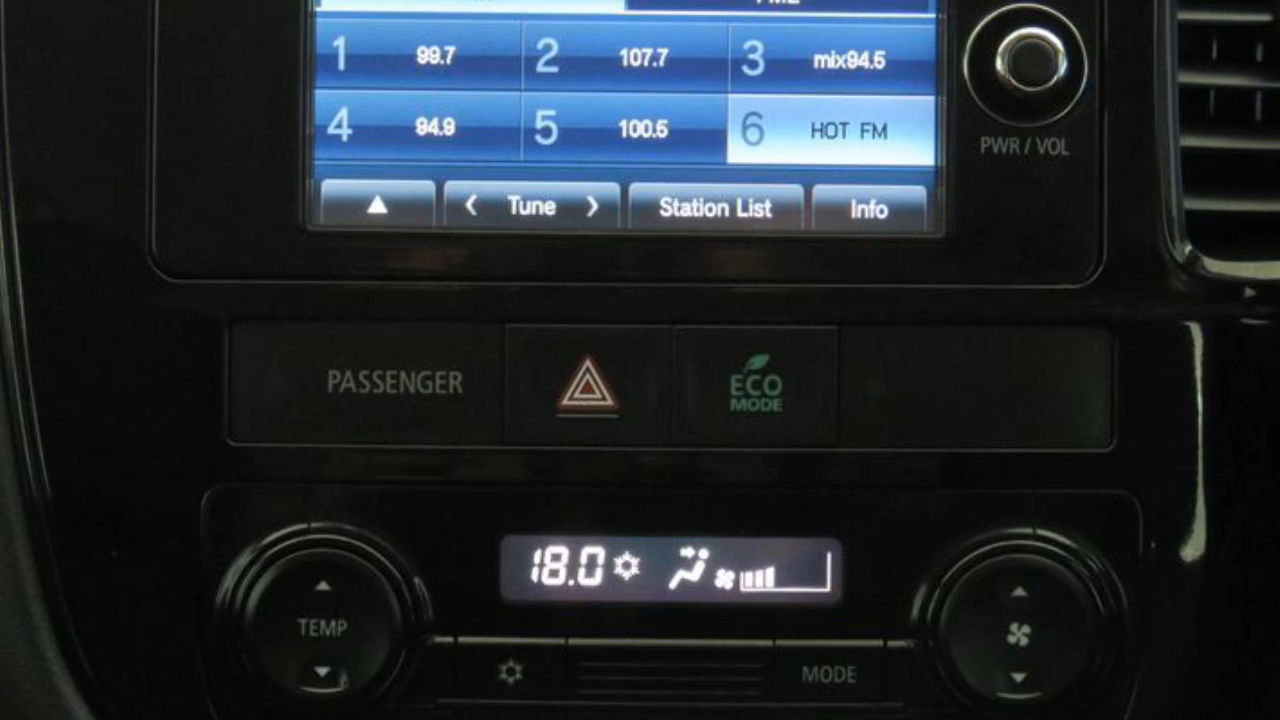 FM2
1 99.7 2 107.7 3 mix94.5
4 94.9 5 100.5 6 HOT FM
Tune Station List Info
PWR / VOL
PASSENGER
ECO
MODE
18.0
TEMP
MODE